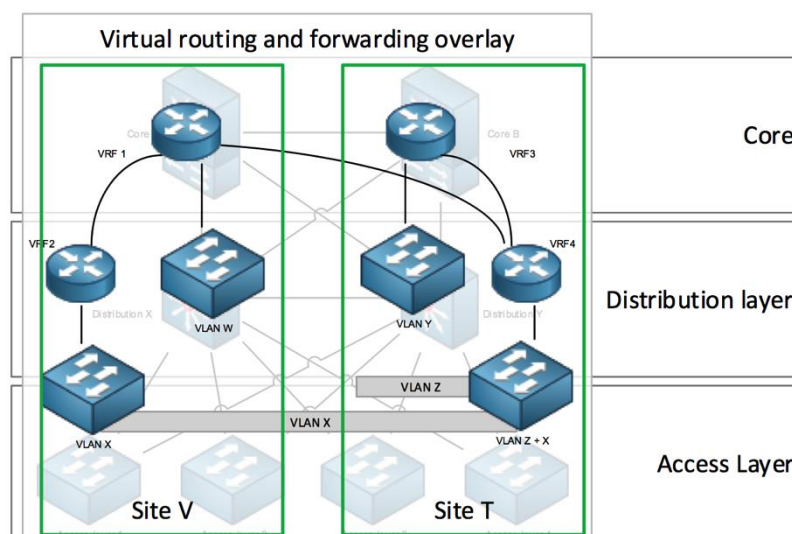 Virtual routing and forwarding overlay
Core
Core B
Core
VRF 1
VRF3
VRF2
VRF4
Distribution X
VLAN W
VLAN Y
Distribution Y
Distribution layer
VLAN Z
VLAN X
VLAN X
VLAN Z + X
Access Layer
Site V
Site T